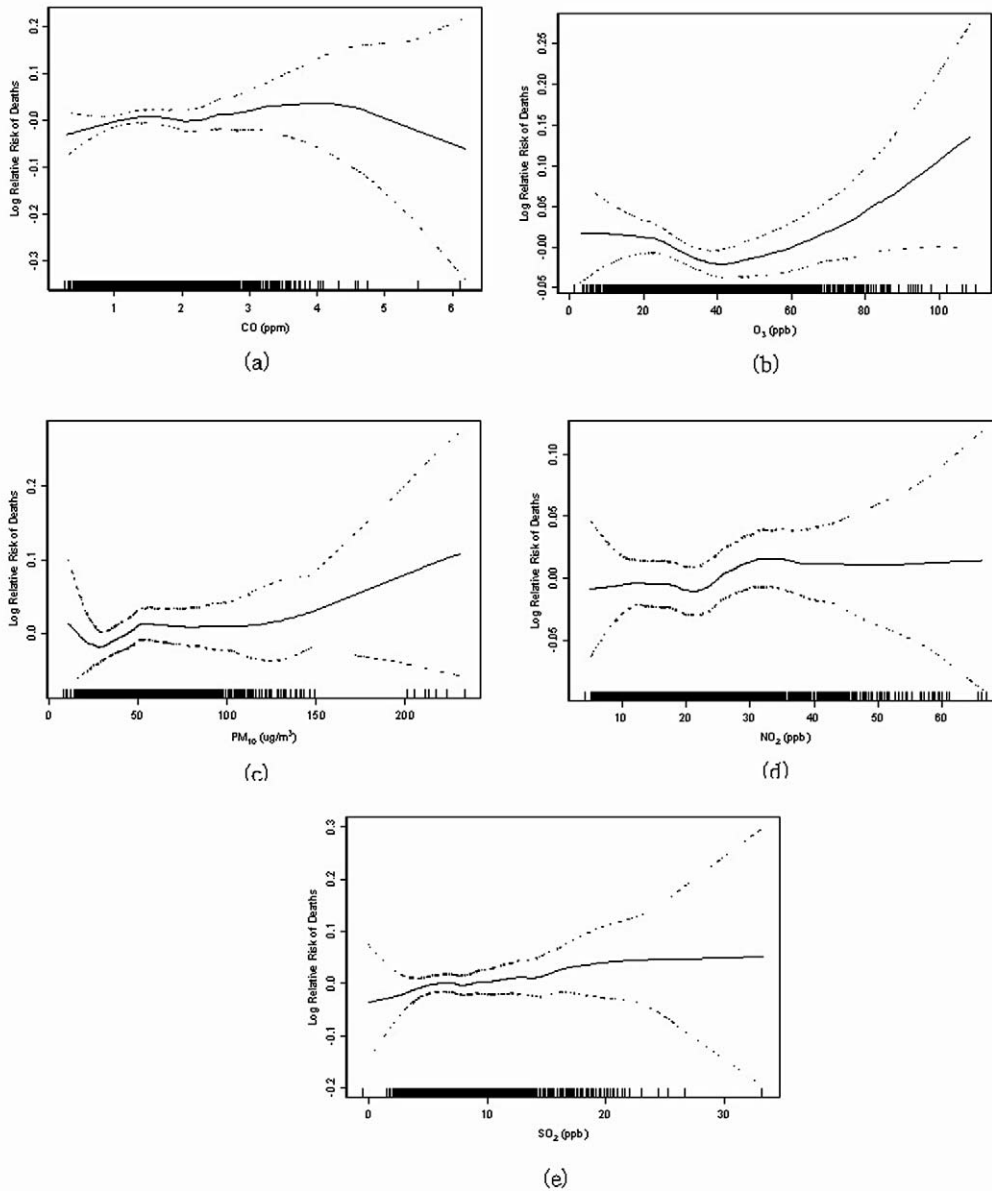 Log Relative Risk of Deaths
0.2
0.1
-0.0
-0.1
-0.2
-0.3
1 2 3 4 5 6
CO (ppm)
(a)
Log Relative Risk of Deaths
0.25
0.20
0.15
0.10
0.05
-0.00
-0.05
0 20 40 60 80 100
O₃ (ppb)
(b)
Log Relative Risk of Deaths
0.2
0.1
0.0
0 50 100 150 200
PM₁₀ (ug/m³)
(c)
Log Relative Risk of Deaths
0.10
0.05
0.00
-0.05
10 20 30 40 50 60
NO₂ (ppb)
(d)
Log Relative Risk of Deaths
0.3
0.2
0.1
0.0
-0.1
-0.2
0 10 20 30
SO₂ (ppb)
(e)